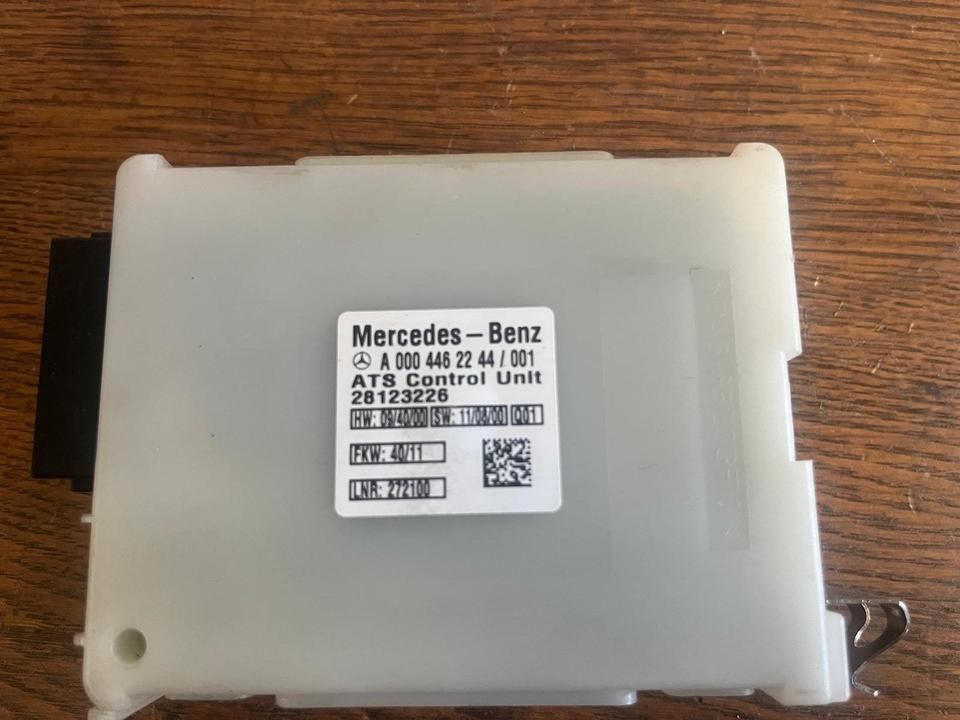 Mercedes-Benz
A 000 446 22 44 / 001
ATS Control Unit
28123226
HW: 09/40/00 SW: 11/08/00 Q01
FKW: 40/11
LNR: 272100